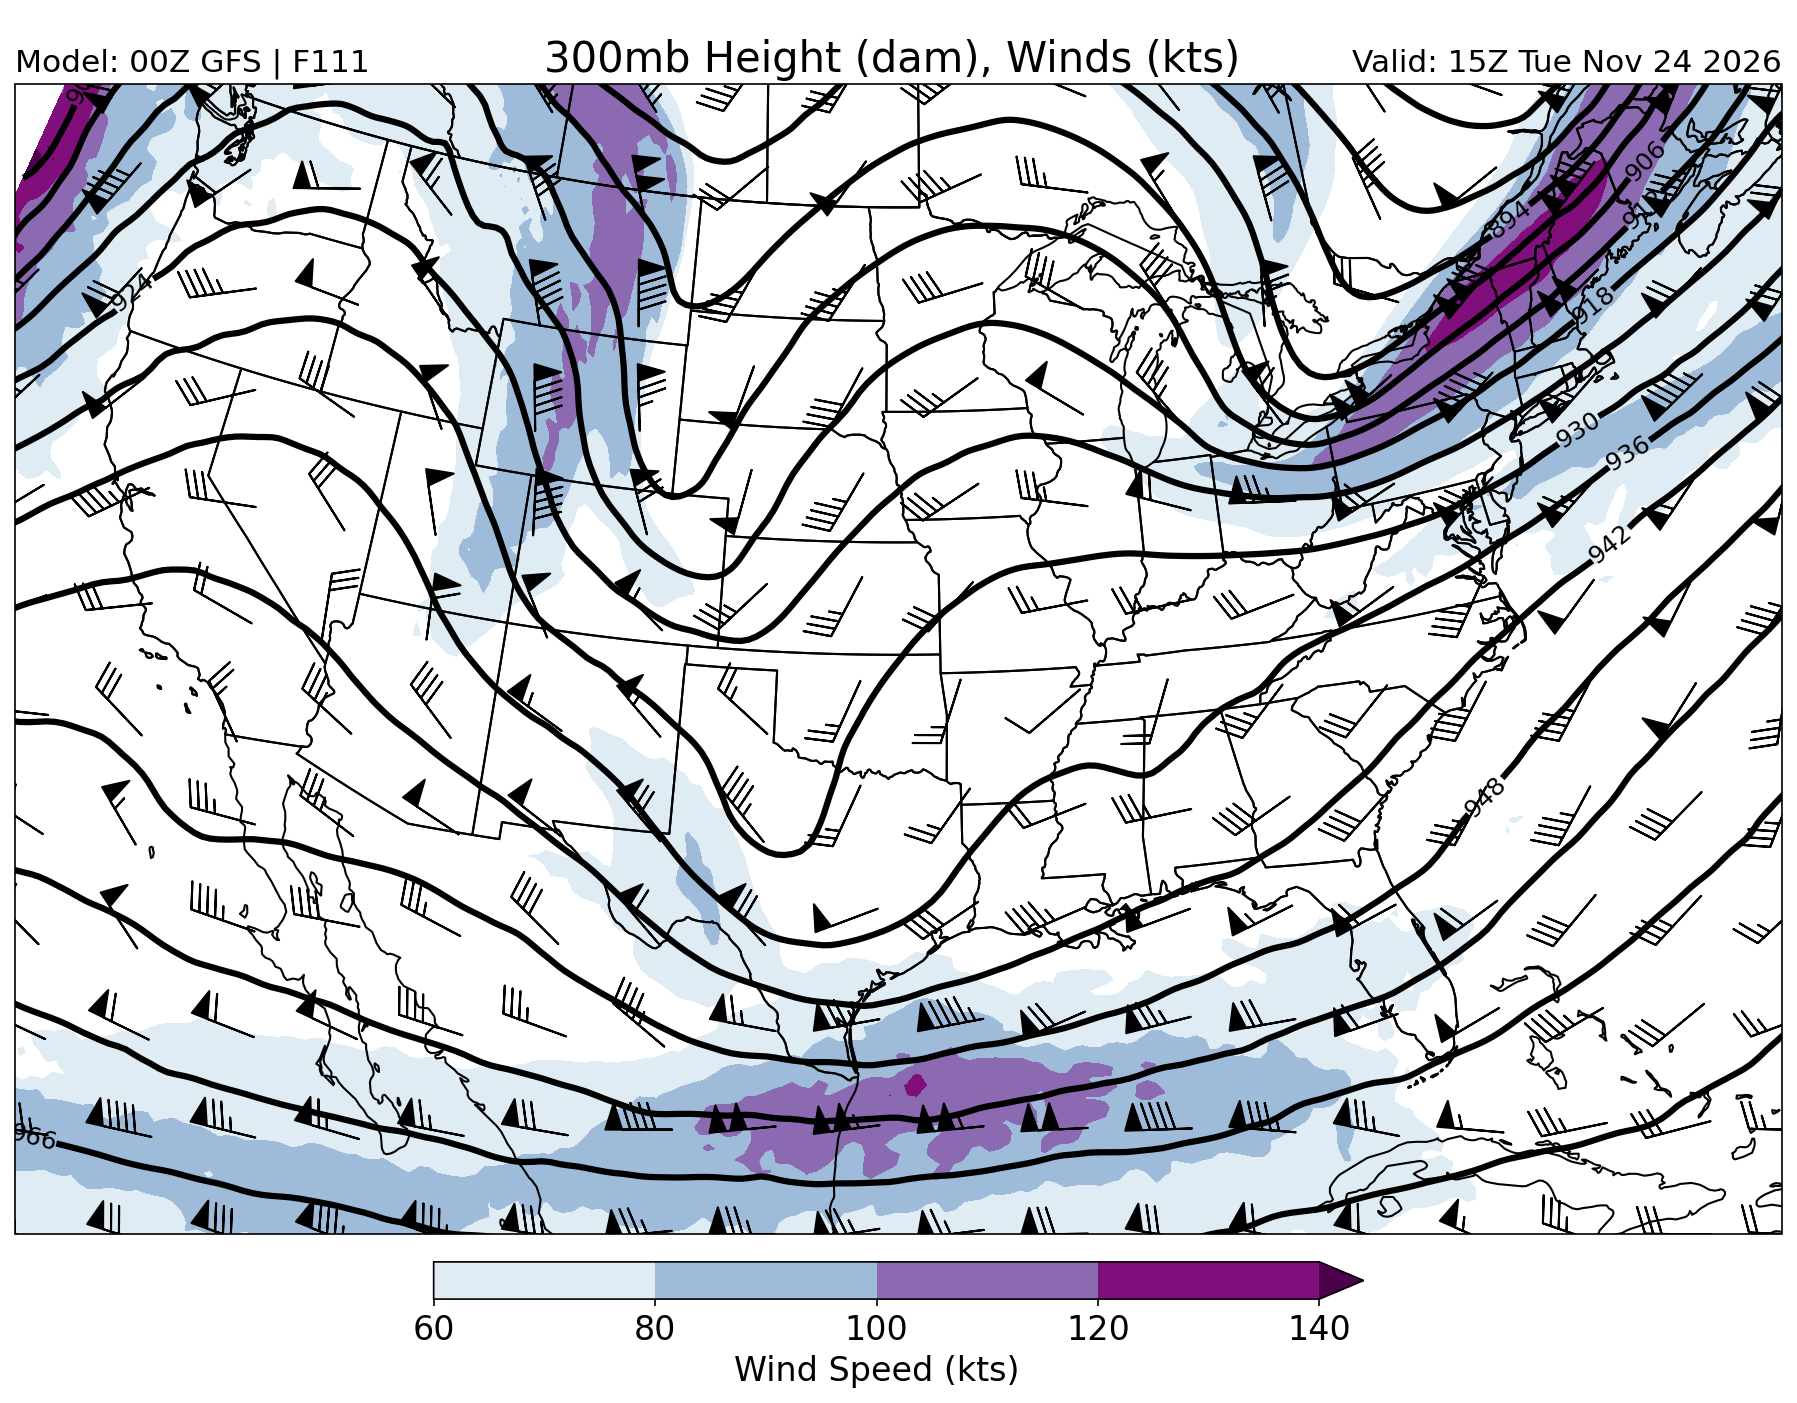 Model: 00Z GFS | F111
300mb Height (dam), Winds (kts)
Valid: 15Z Tue Nov 24 2026
906
894
924
918
930
936
942
948
966
60 80 100 120 140
Wind Speed (kts)